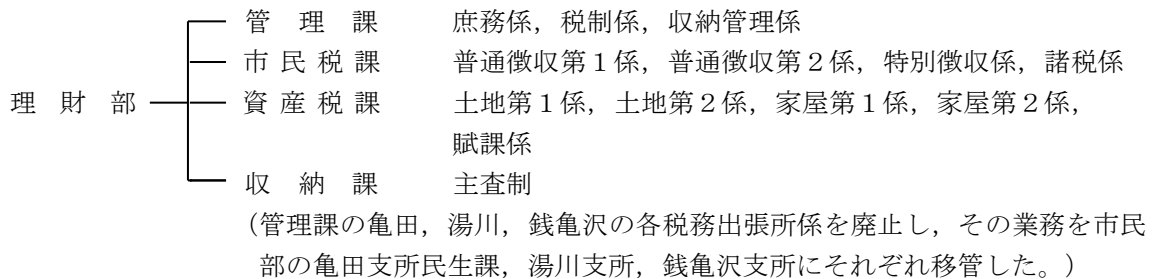 管理課 庶務係，税制係，収納管理係
市民税課 普通徴収第１係，普通徴収第２係，特別徴収係，諸税係
理財部 資産税課 土地第１係，土地第２係，家屋第１係，家屋第２係，
賦課係
収納課 主査制
（管理課の亀田，湯川，銭亀沢の各税務出張所係を廃止し，その業務を市民
部の亀田支所民生課，湯川支所，銭亀沢支所にそれぞれ移管した。）